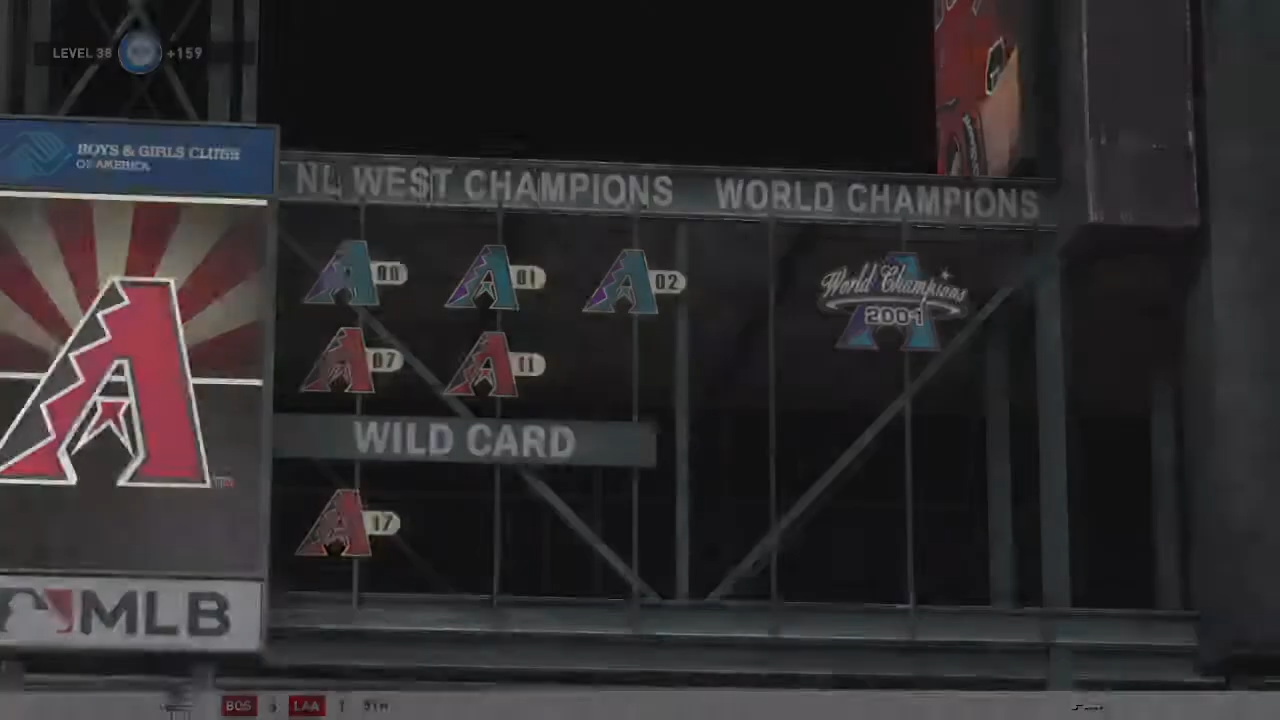 LEVEL 38 +159
BOYS & GIRLS CLUBS
OF AMERICA
NL WEST CHAMPIONS
WORLD CHAMPIONS
01 02
World Champions
2001
07 11
WILD CARD
17
MLB
BOS LAA